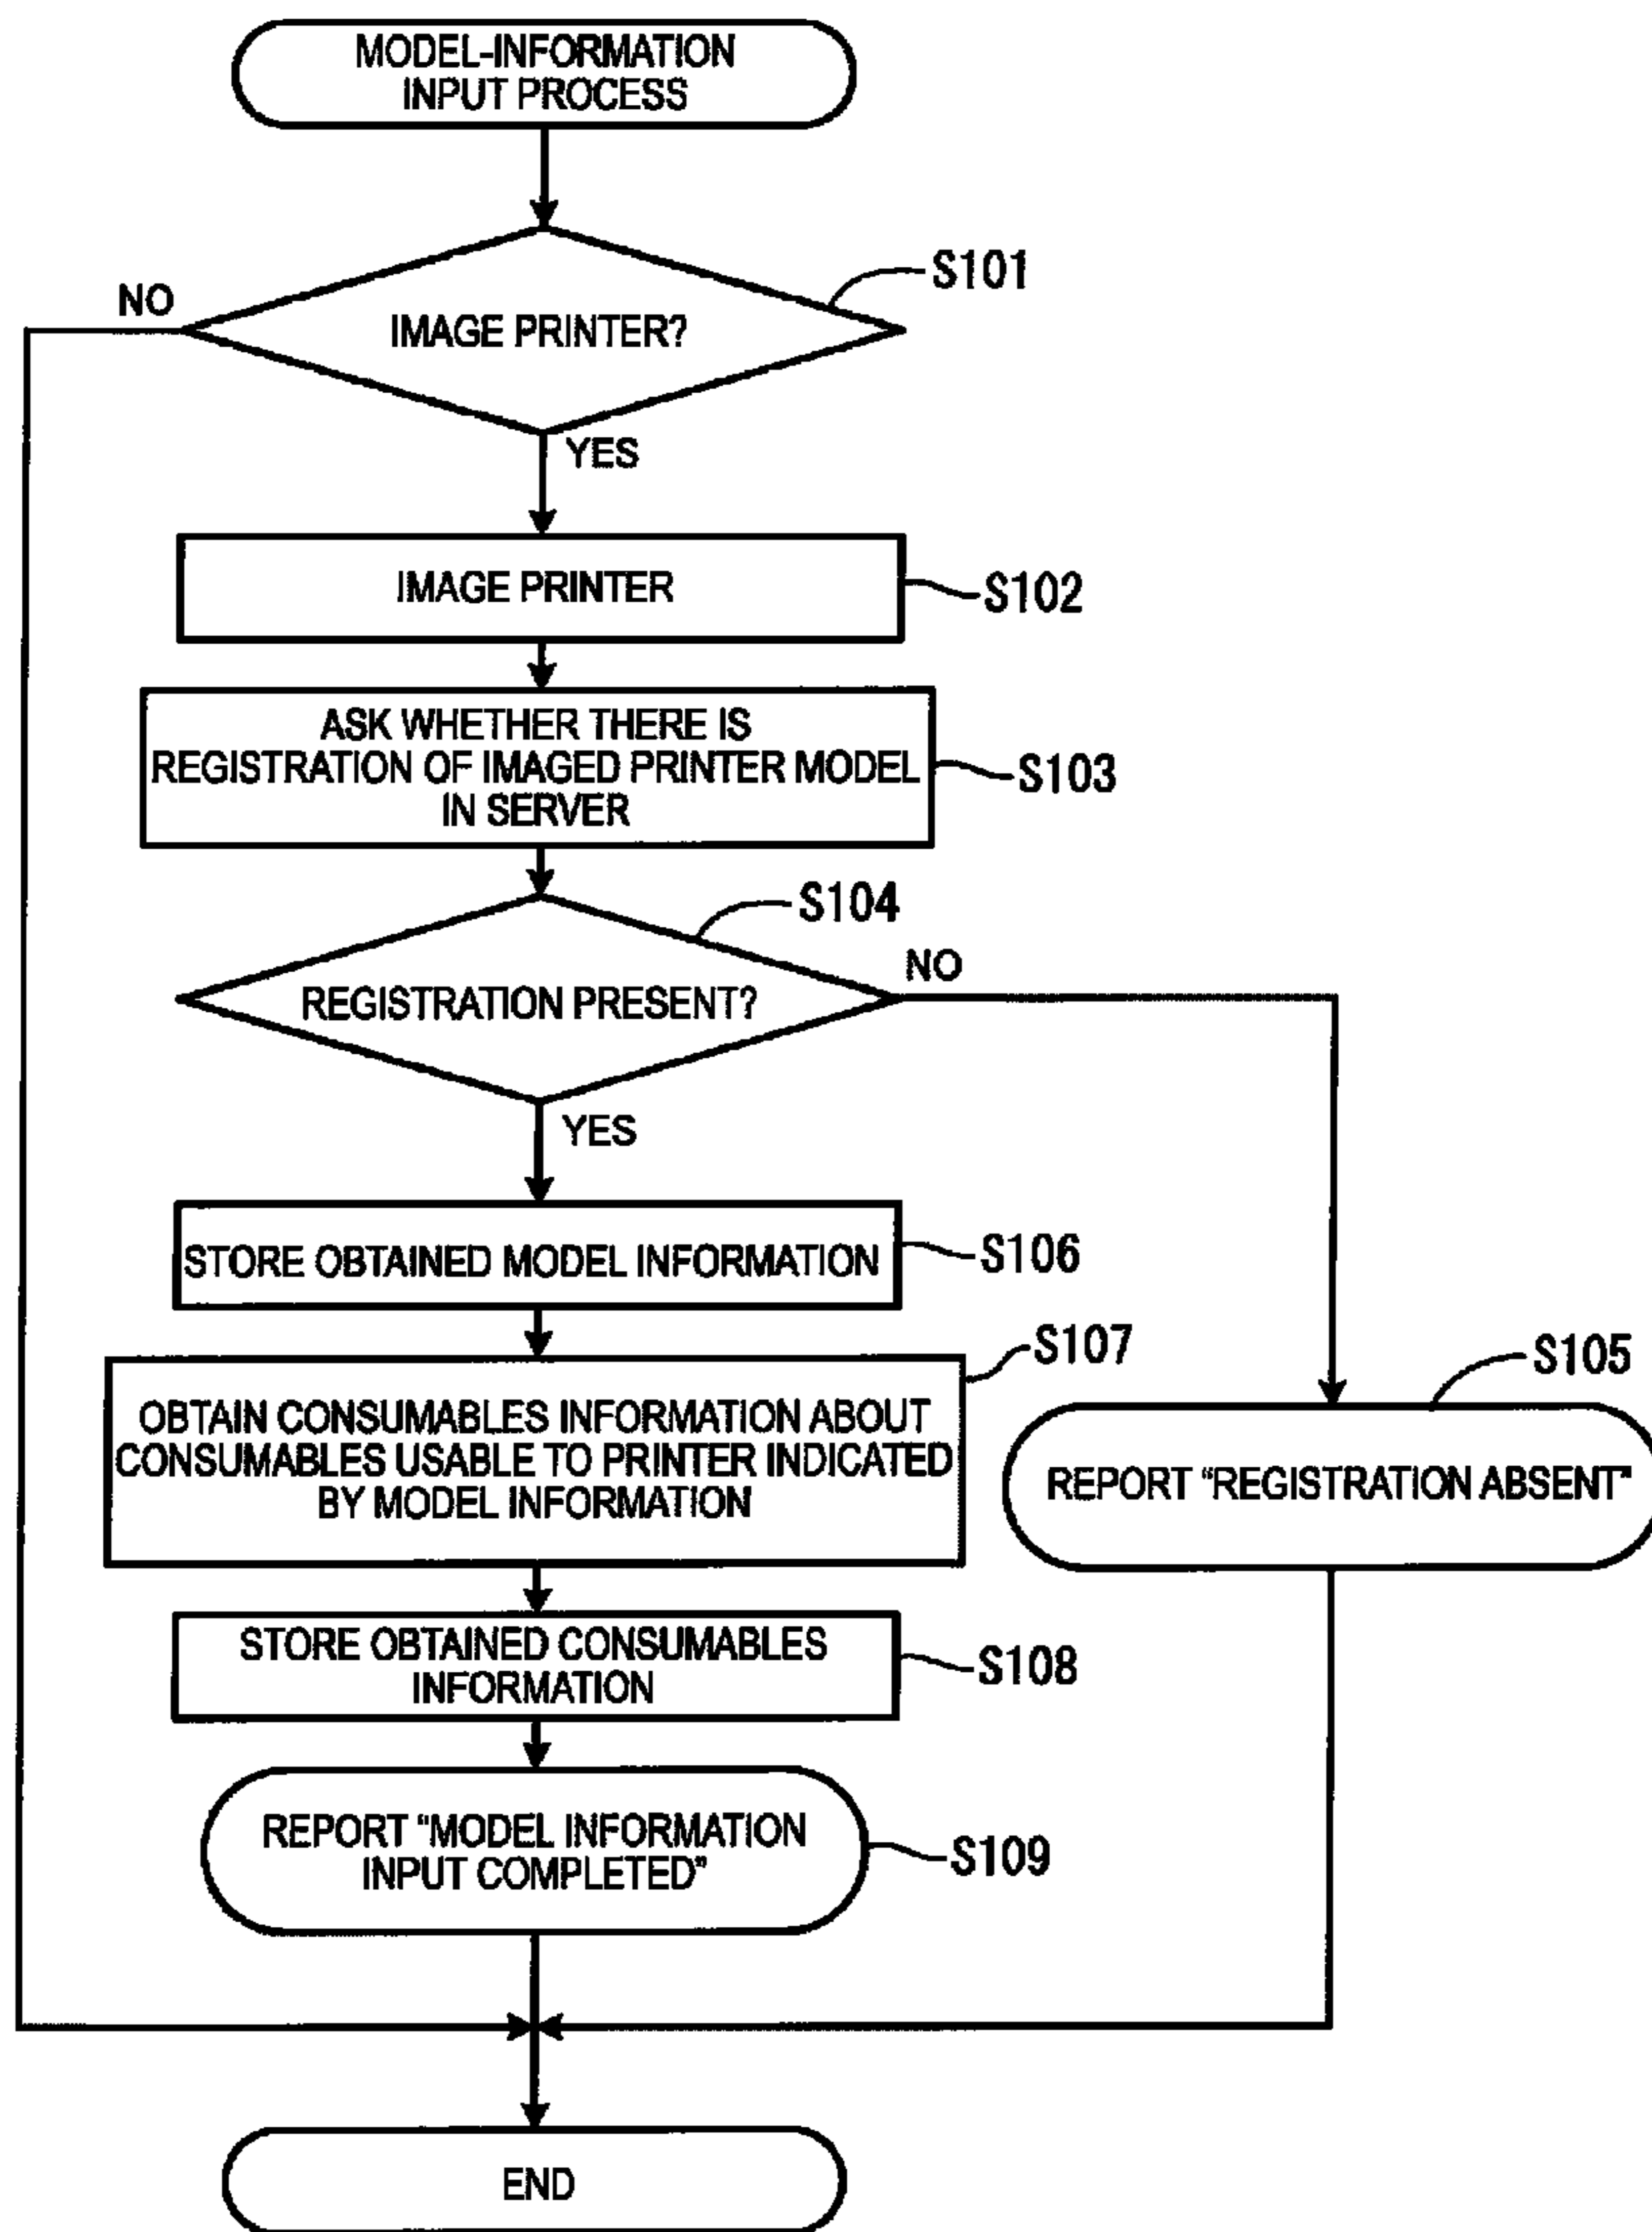 MODEL-INFORMATION
INPUT PROCESS
S101
NO
IMAGE PRINTER?
YES
IMAGE PRINTER
S102
ASK WHETHER THERE IS
REGISTRATION OF IMAGED PRINTER MODEL
IN SERVER
S103
S104
NO
REGISTRATION PRESENT?
YES
STORE OBTAINED MODEL INFORMATION
S106
S107
OBTAIN CONSUMABLES INFORMATION ABOUT
CONSUMABLES USABLE TO PRINTER INDICATED
BY MODEL INFORMATION
S105
REPORT “REGISTRATION ABSENT”
STORE OBTAINED CONSUMABLES
INFORMATION
S108
REPORT “MODEL INFORMATION
INPUT COMPLETED”
S109
END